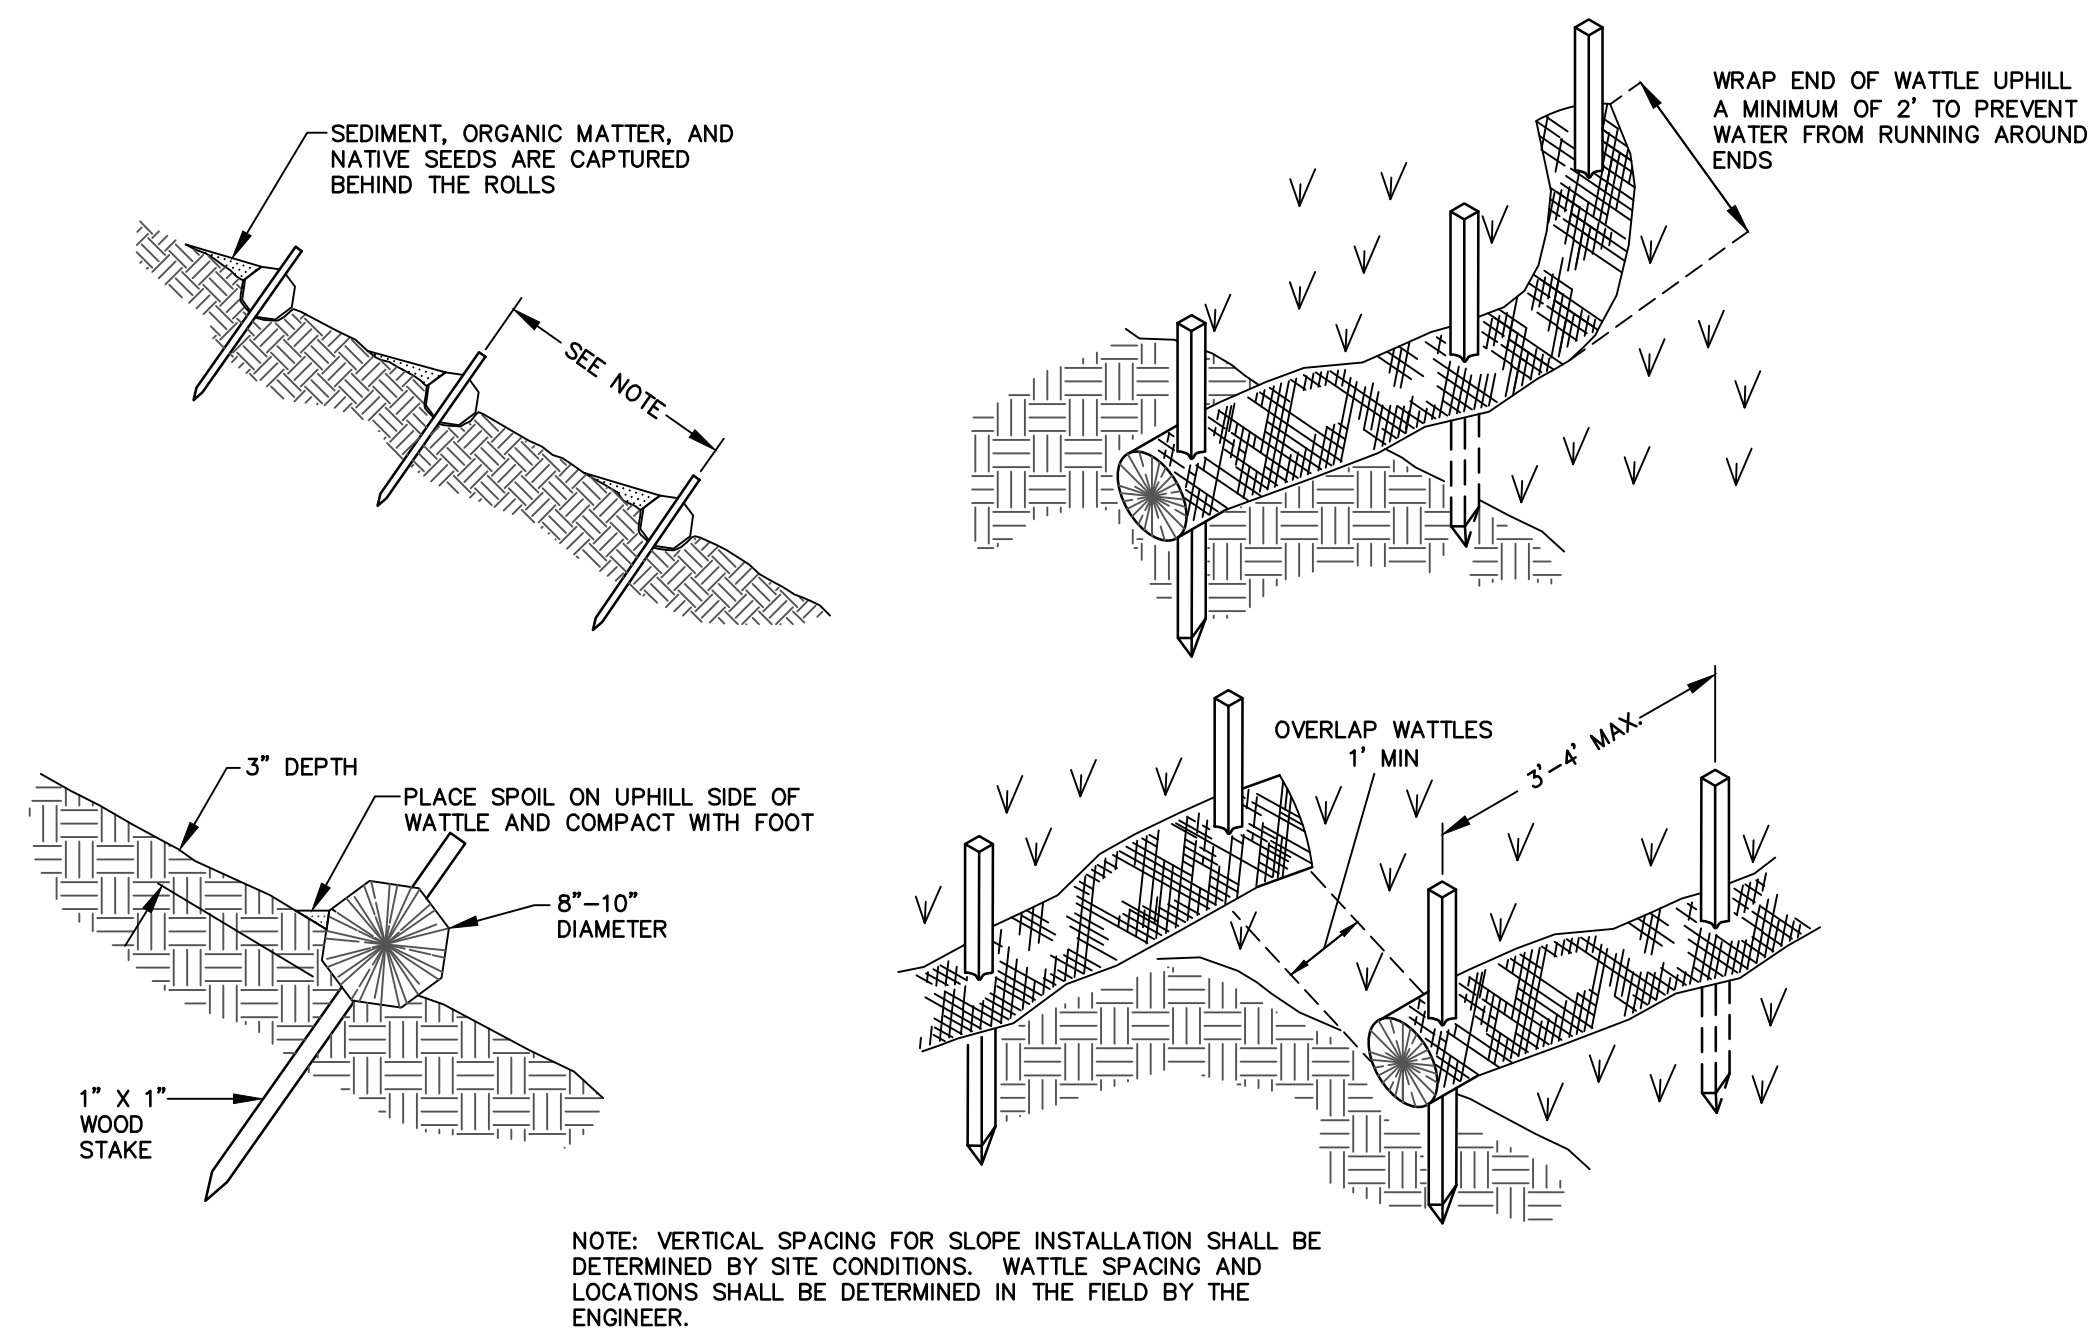 SEDIMENT, ORGANIC MATTER, AND
NATIVE SEEDS ARE CAPTURED
BEHIND THE ROLLS
SEE NOTE
WRAP END OF WATTLE UPHILL
A MINIMUM OF 2' TO PREVENT
WATER FROM RUNNING AROUND
ENDS
3" DEPTH
PLACE SPOIL ON UPHILL SIDE OF
WATTLE AND COMPACT WITH FOOT
8"-10"
DIAMETER
1" X 1"
WOOD
STAKE
OVERLAP WATTLES
1' MIN
3'-4' MAX.
NOTE: VERTICAL SPACING FOR SLOPE INSTALLATION SHALL BE
DETERMINED BY SITE CONDITIONS. WATTLE SPACING AND
LOCATIONS SHALL BE DETERMINED IN THE FIELD BY THE
ENGINEER.